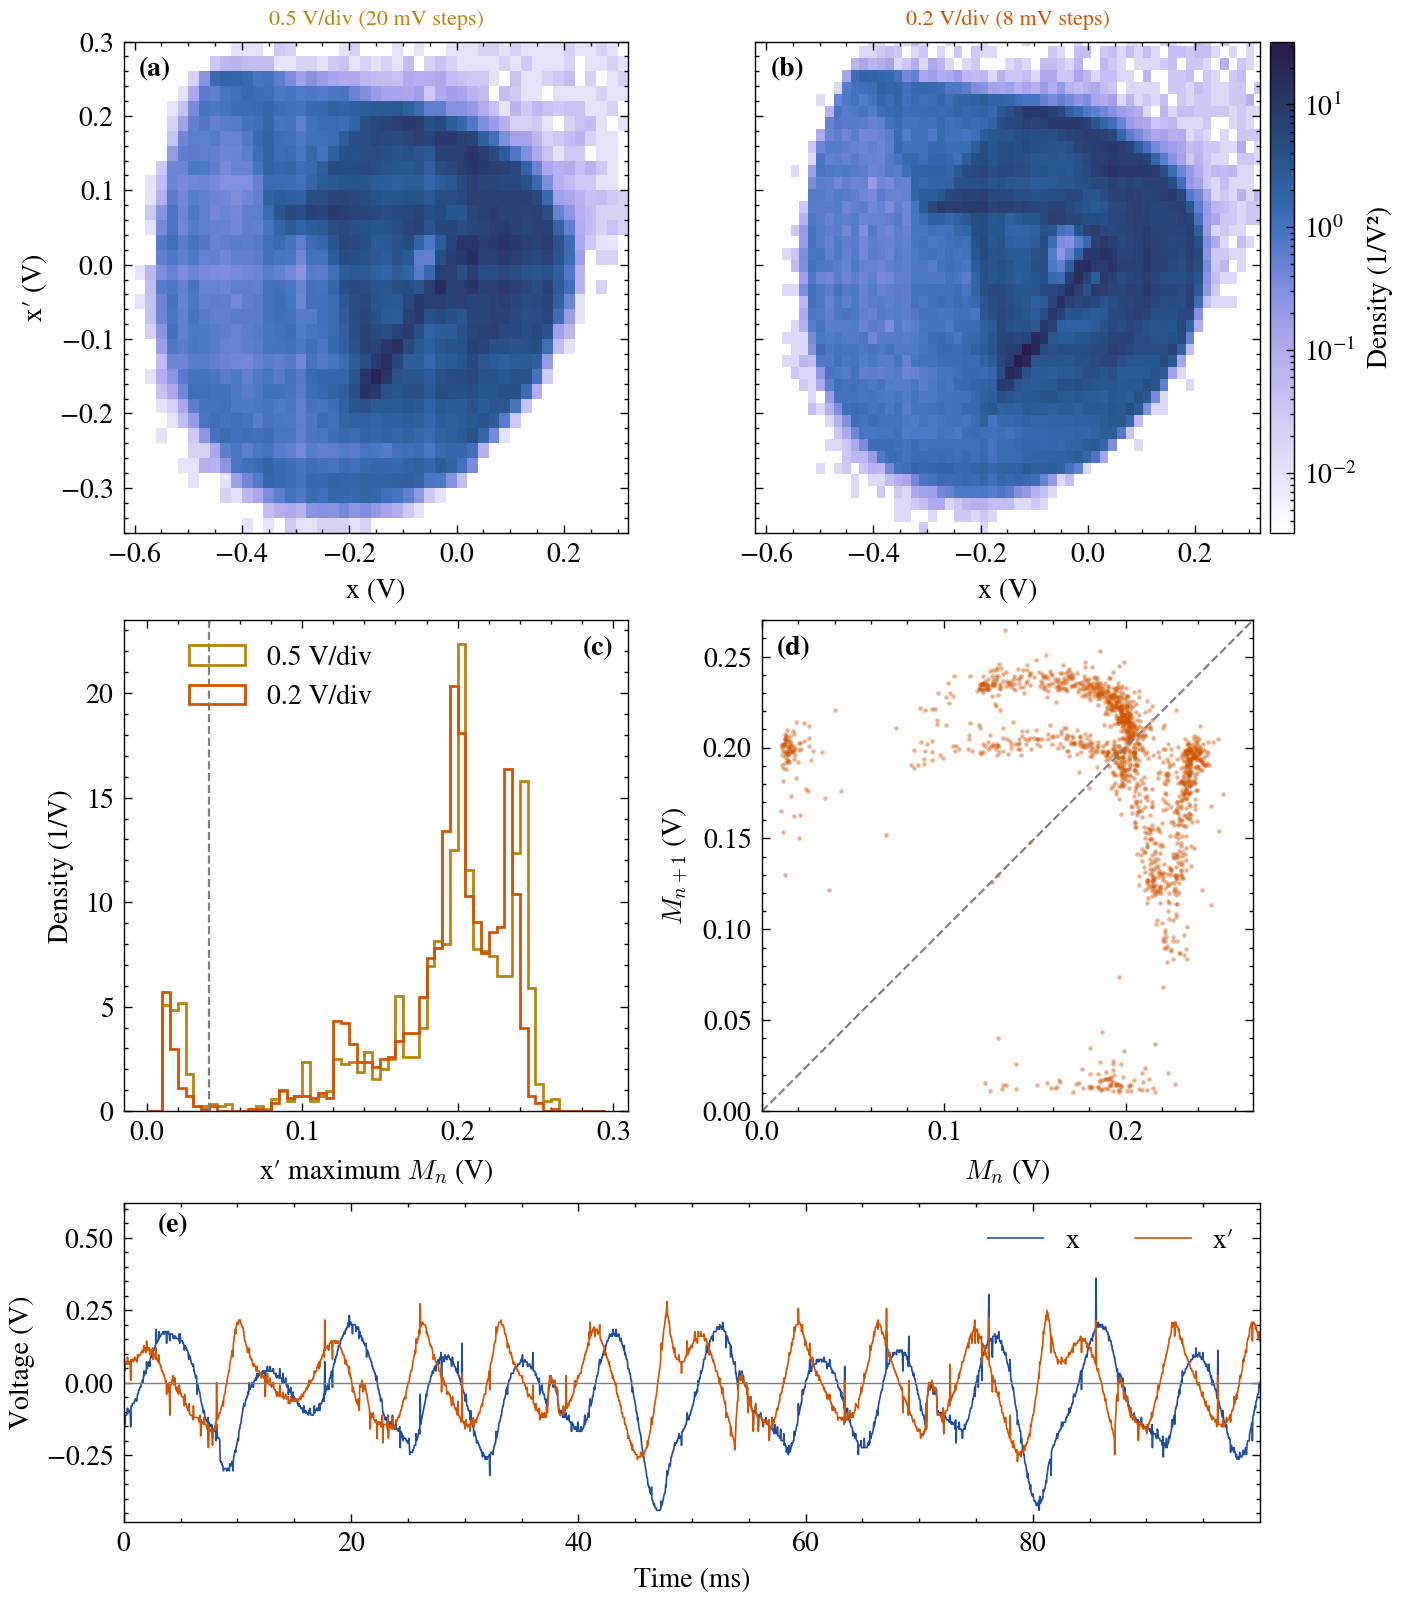 0.5 V/div (20 mV steps)
0.2 V/div (8 mV steps)
(a)
(b)
0.3
0.2
0.1
0.0
−0.1
−0.2
−0.3
x′ (V)
−0.6
−0.4
−0.2
0.0
0.2
x (V)
−0.6
−0.4
−0.2
0.0
0.2
x (V)
10¹
10⁰
10⁻¹
10⁻²
Density (1/V²)
(c)
0.5 V/div
0.2 V/div
20
15
10
5
0
Density (1/V)
0.0
0.1
0.2
0.3
x′ maximum Mₙ (V)
(d)
0.25
0.20
0.15
0.10
0.05
0.00
Mₙ₊₁ (V)
0.0
0.1
0.2
Mₙ (V)
(e)
x
x′
0.50
0.25
0.00
−0.25
Voltage (V)
0
20
40
60
80
Time (ms)